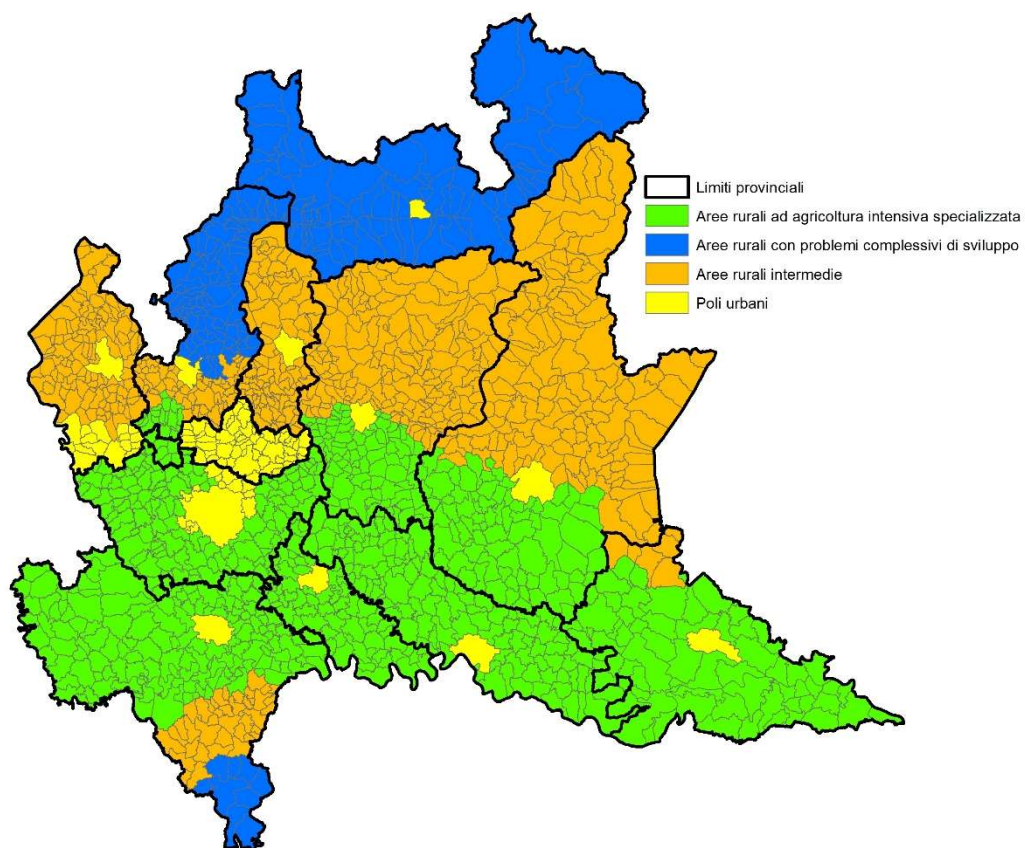 Limiti provinciali
Aree rurali ad agricoltura intensiva specializzata
Aree rurali con problemi complessivi di sviluppo
Aree rurali intermedie
Poli urbani